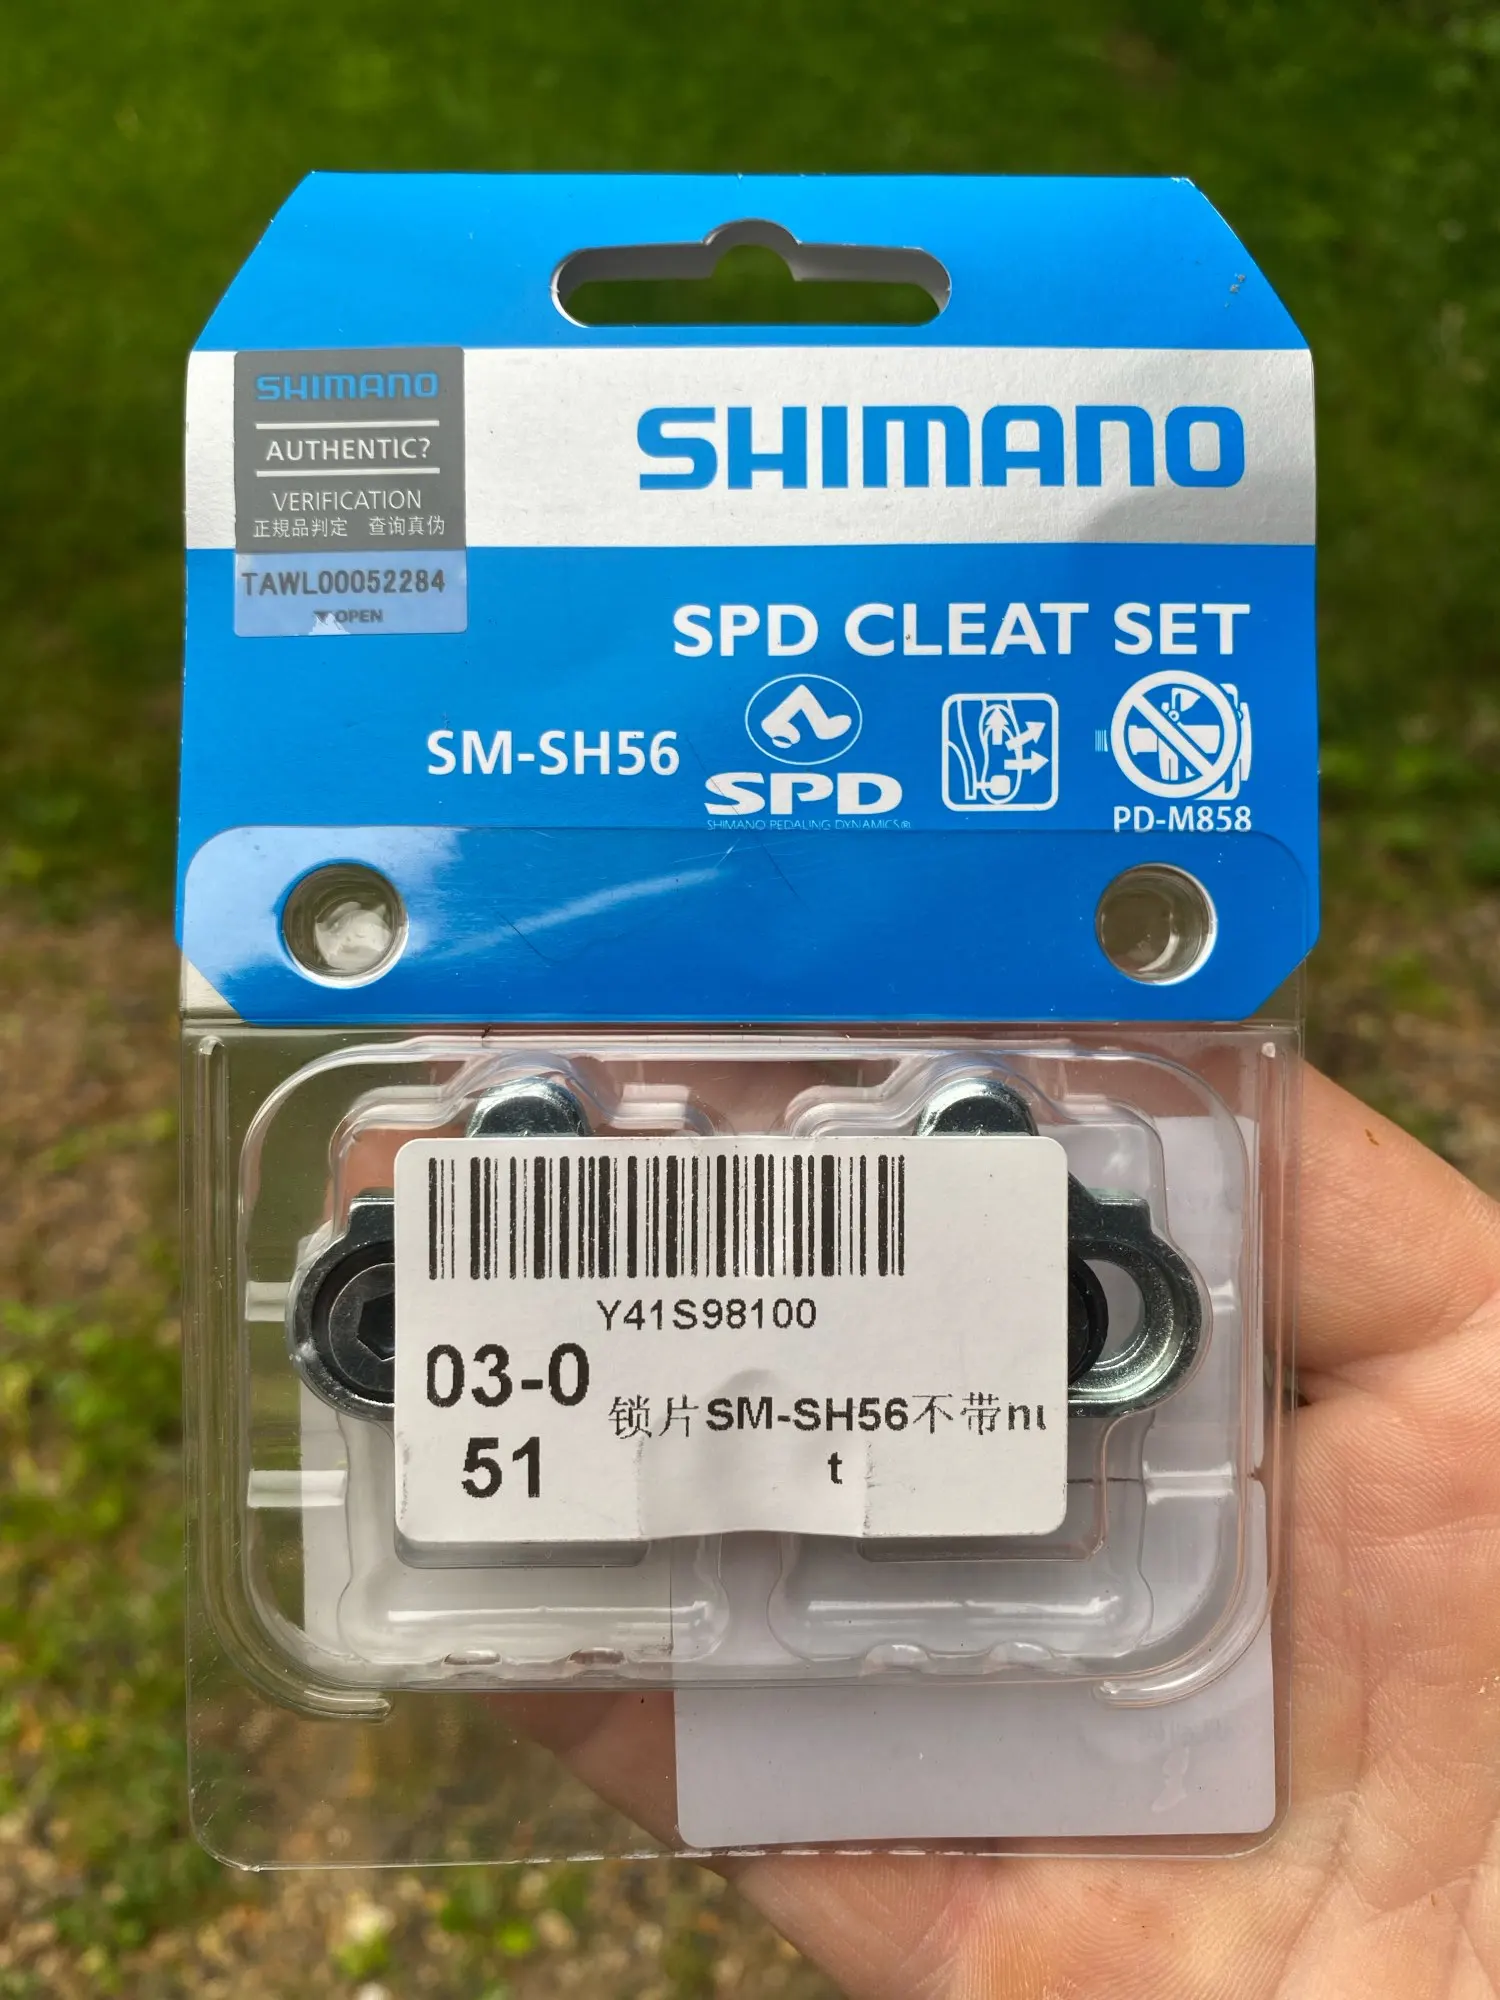 SHIMANO
AUTHENTIC?
VERIFICATION
正規品判定 查询真伪
TAWL00052284
▼OPEN
SHIMANO
SPD CLEAT SET
SM-SH56
SPD
SHIMANO PEDALING DYNAMICS®
PD-M858
Y41S98100
03-0
51
锁片SM-SH56不带nu
t